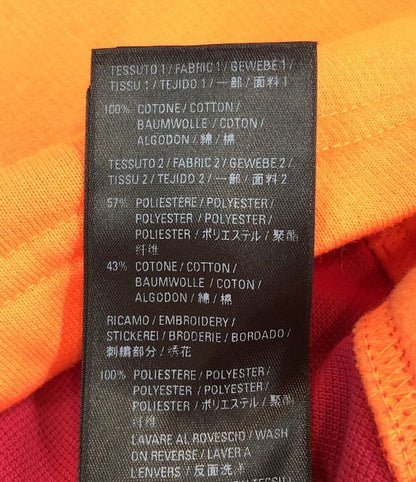 TESSUTO 1 / FABRIC 1 / GEWEBE 1 /
TISSU 1 / TEJIDO 1 / 一部 / 面料 1
100% COTONE / COTTON /
BAUMWOLLE / COTON /
ALGODON / 綿 / 棉
TESSUTO 2 / FABRIC 2 / GEWEBE 2 /
TISSU 2 / TEJIDO 2 / 一部 / 面料 2
57% POLIESTERE / POLYESTER /
POLYESTER / POLYESTER /
POLIESTER / ポリエステル / 聚酯
纤维
43% COTONE / COTTON /
BAUMWOLLE / COTON /
ALGODON / 綿 / 棉
RICAMO / EMBROIDERY /
STICKEREI / BRODERIE / BORDADO /
刺繍部分 / 绣花
100% POLIESTERE / POLYESTER /
POLYESTER / POLYESTER /
POLIESTER / ポリエステル / 聚酯
纤维
LAVARE AL ROVESCIO / WASH
ON REVERSE / LAVER A
L'ENVERS / 反面洗